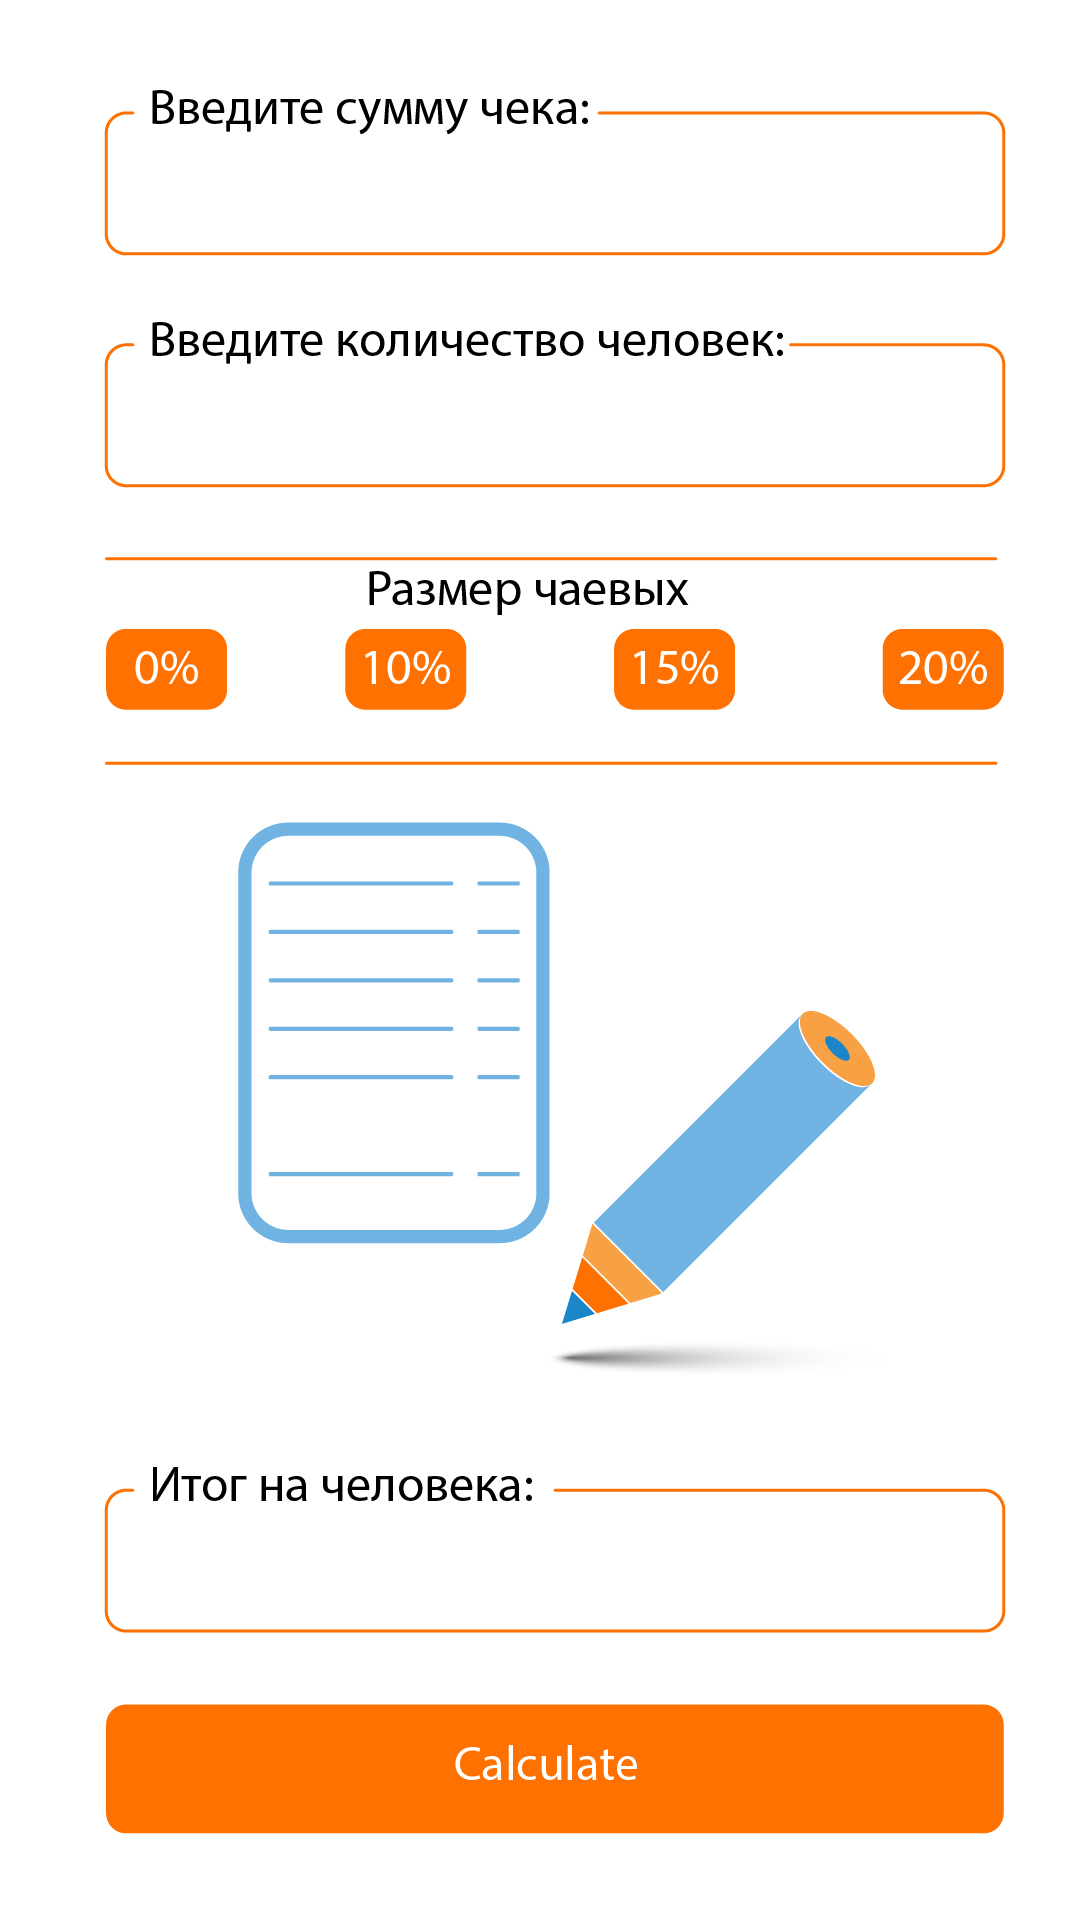 Введите сумму чека:
Введите количество человек:
Размер чаевых
0% 10% 15% 20%
Итог на человека:
Calculate